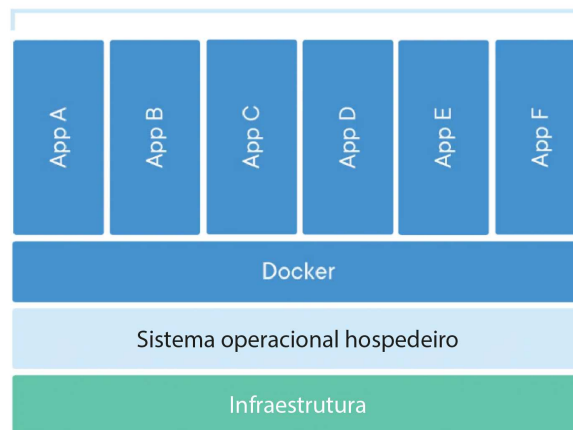 App A
App B
App C
App D
App E
App F
Docker
Sistema operacional hospedeiro
Infraestrutura